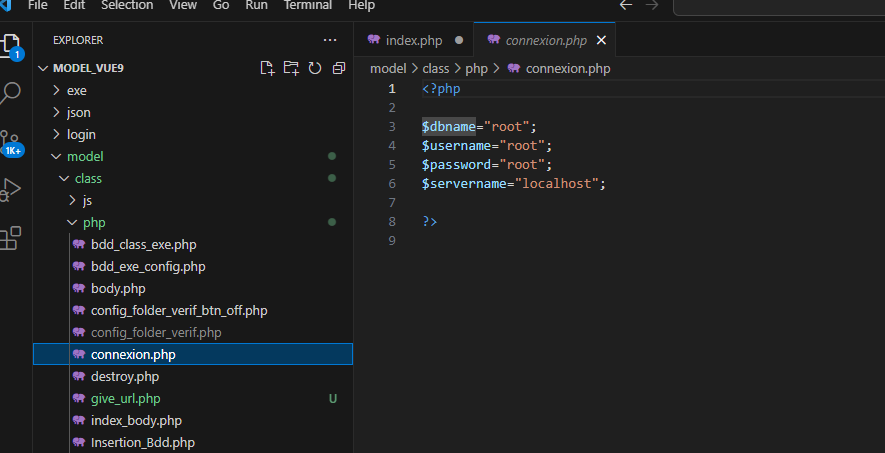 File Edit Selection View Go Run Terminal Help
EXPLORER
MODEL_VUE9
exe
json
login
model
class
js
php
bdd_class_exe.php
bdd_exe_config.php
body.php
config_folder_verif_btn_off.php
config_folder_verif.php
connexion.php
destroy.php
give_url.php U
index_body.php
Insertion_Bdd.php
1
1K+
index.php connexion.php
model > class > php > connexion.php
1 <?php
2
3 $dbname="root";
4 $username="root";
5 $password="root";
6 $servername="localhost";
7
8 ?>
9